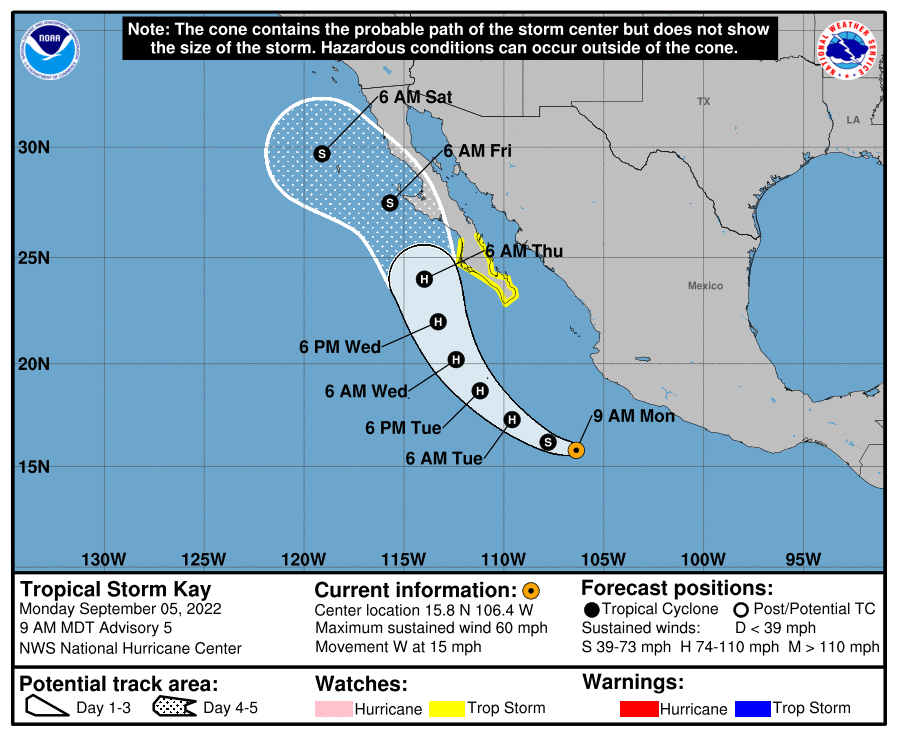 Note: The cone contains the probable path of the storm center but does not show
the size of the storm. Hazardous conditions can occur outside of the cone.
NOAA
NATIONAL WEATHER SERVICE
6 AM Sat
TX
LA
30N
6 AM Fri
S
S
25N
6 AM Thu
H
Mexico
H
6 PM Wed
20N
H
6 AM Wed
H
6 PM Tue
H
9 AM Mon
S
6 AM Tue
15N
130W 125W 120W 115W 110W 105W 100W 95W
Tropical Storm Kay
Monday September 05, 2022
9 AM MDT Advisory 5
NWS National Hurricane Center
Current information:
Center location 15.8 N 106.4 W
Maximum sustained wind 60 mph
Movement W at 15 mph
Forecast positions:
Tropical Cyclone Post/Potential TC
Sustained winds: D < 39 mph
S 39-73 mph H 74-110 mph M > 110 mph
Potential track area:
Day 1-3 Day 4-5
Watches:
Hurricane Trop Storm
Warnings:
Hurricane Trop Storm